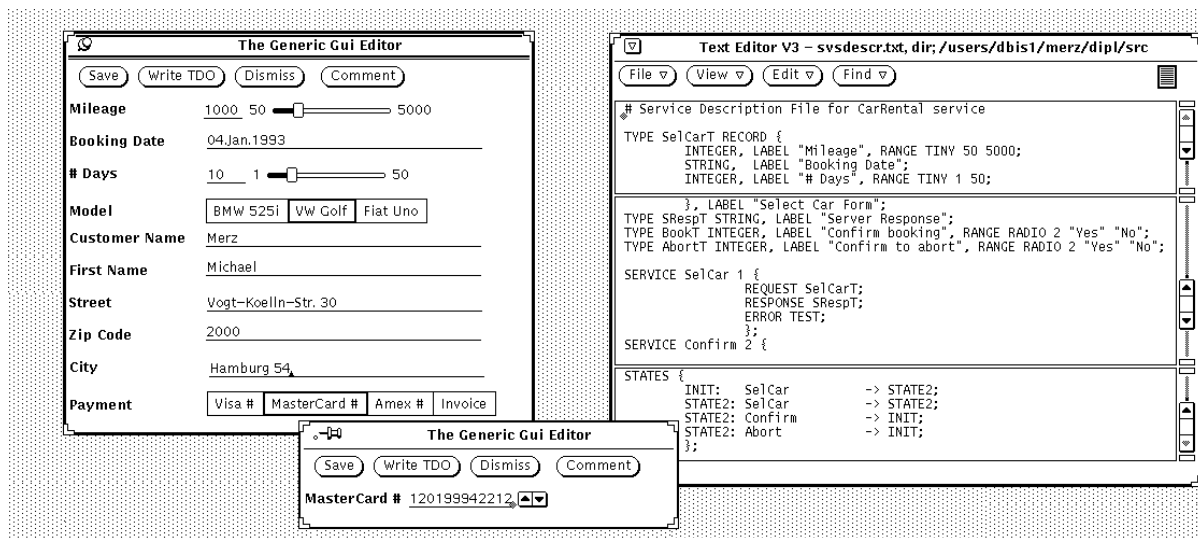 The Generic Gui Editor
Save Write TDO Dismiss Comment
Mileage 1000 50 5000
Booking Date 04.Jan.1993
# Days 10 1 50
Model BMW 525i VW Golf Fiat Uno
Customer Name Merz
First Name Michael
Street Vogt-Koelln-Str. 30
Zip Code 2000
City Hamburg 54
Payment Visa # MasterCard # Amex # Invoice
The Generic Gui Editor
Save Write TDO Dismiss Comment
MasterCard # 120199942212
Text Editor V3 - svsdescr.txt, dir; /users/dbis1/merz/dipl/src
File View Edit Find
# Service Description File for CarRental service
TYPE SelCarT RECORD {
INTEGER, LABEL "Mileage", RANGE TINY 50 5000;
STRING, LABEL "Booking Date";
INTEGER, LABEL "# Days", RANGE TINY 1 50;
}, LABEL "Select Car Form";
TYPE SRespT STRING, LABEL "Server Response";
TYPE BookT INTEGER, LABEL "Confirm booking", RANGE RADIO 2 "Yes" "No";
TYPE AbortT INTEGER, LABEL "Confirm to abort", RANGE RADIO 2 "Yes" "No";
SERVICE SelCar 1 {
REQUEST SelCarT;
RESPONSE SRespT;
ERROR TEST;
};
SERVICE Confirm 2 {
STATES {
INIT: SelCar -> STATE2;
STATE2: SelCar -> STATE2;
STATE2: Confirm -> INIT;
STATE2: Abort -> INIT;
};